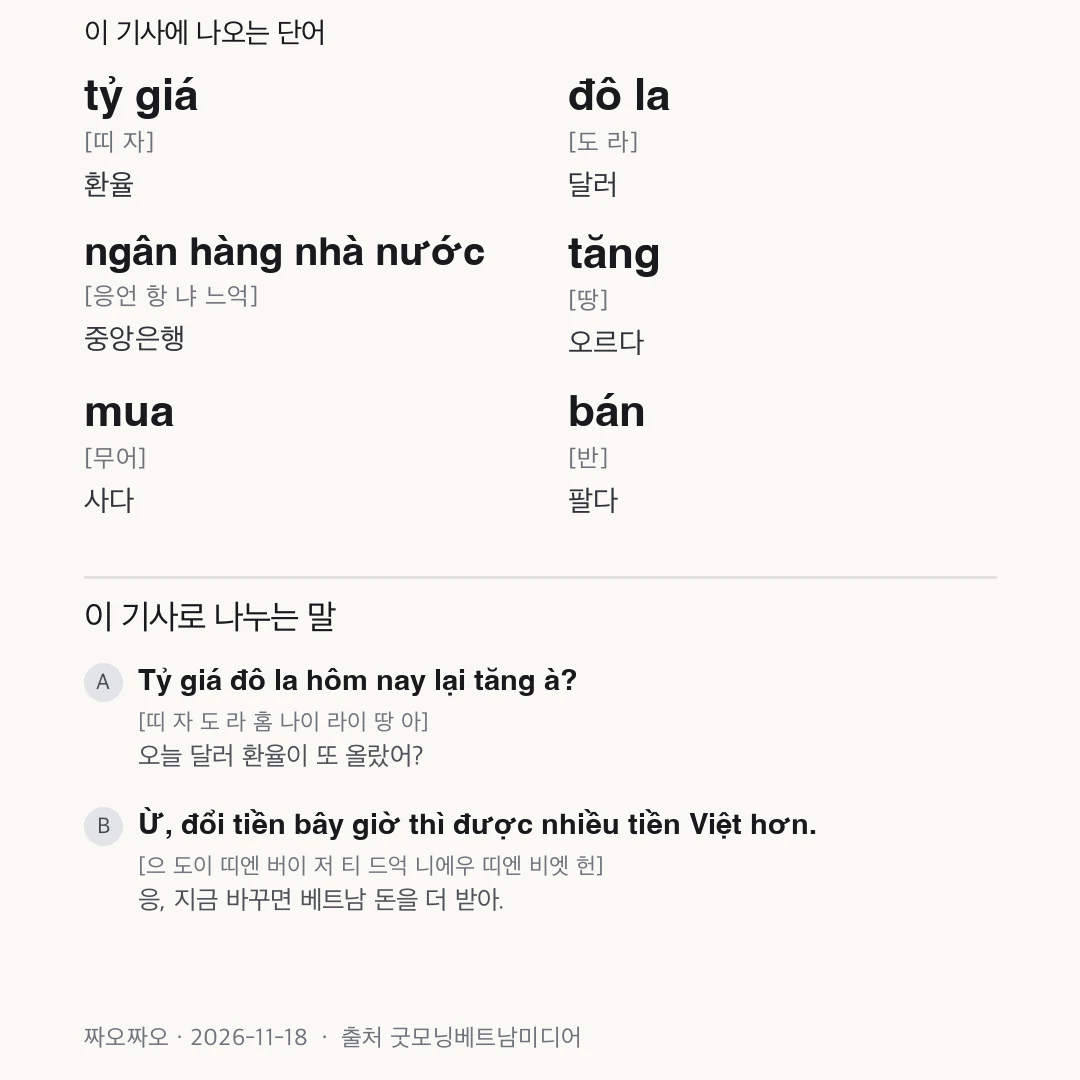 이 기사에 나오는 단어
tỷ giá
[띠 자]
환율
đô la
[도 라]
달러
ngân hàng nhà nước
[응언 항 냐 느억]
중앙은행
tăng
[땅]
오르다
mua
[무어]
사다
bán
[반]
팔다
이 기사로 나누는 말
A Tỷ giá đô la hôm nay lại tăng à?
[띠 자 도 라 홈 나이 라이 땅 아]
오늘 달러 환율이 또 올랐어?
B Ừ, đổi tiền bây giờ thì được nhiều tiền Việt hơn.
[으 도이 띠엔 버이 저 티 드억 니에우 띠엔 비엣 헌]
응, 지금 바꾸면 베트남 돈을 더 받아.
짜오짜오 · 2026-11-18 · 출처 굿모닝베트남미디어